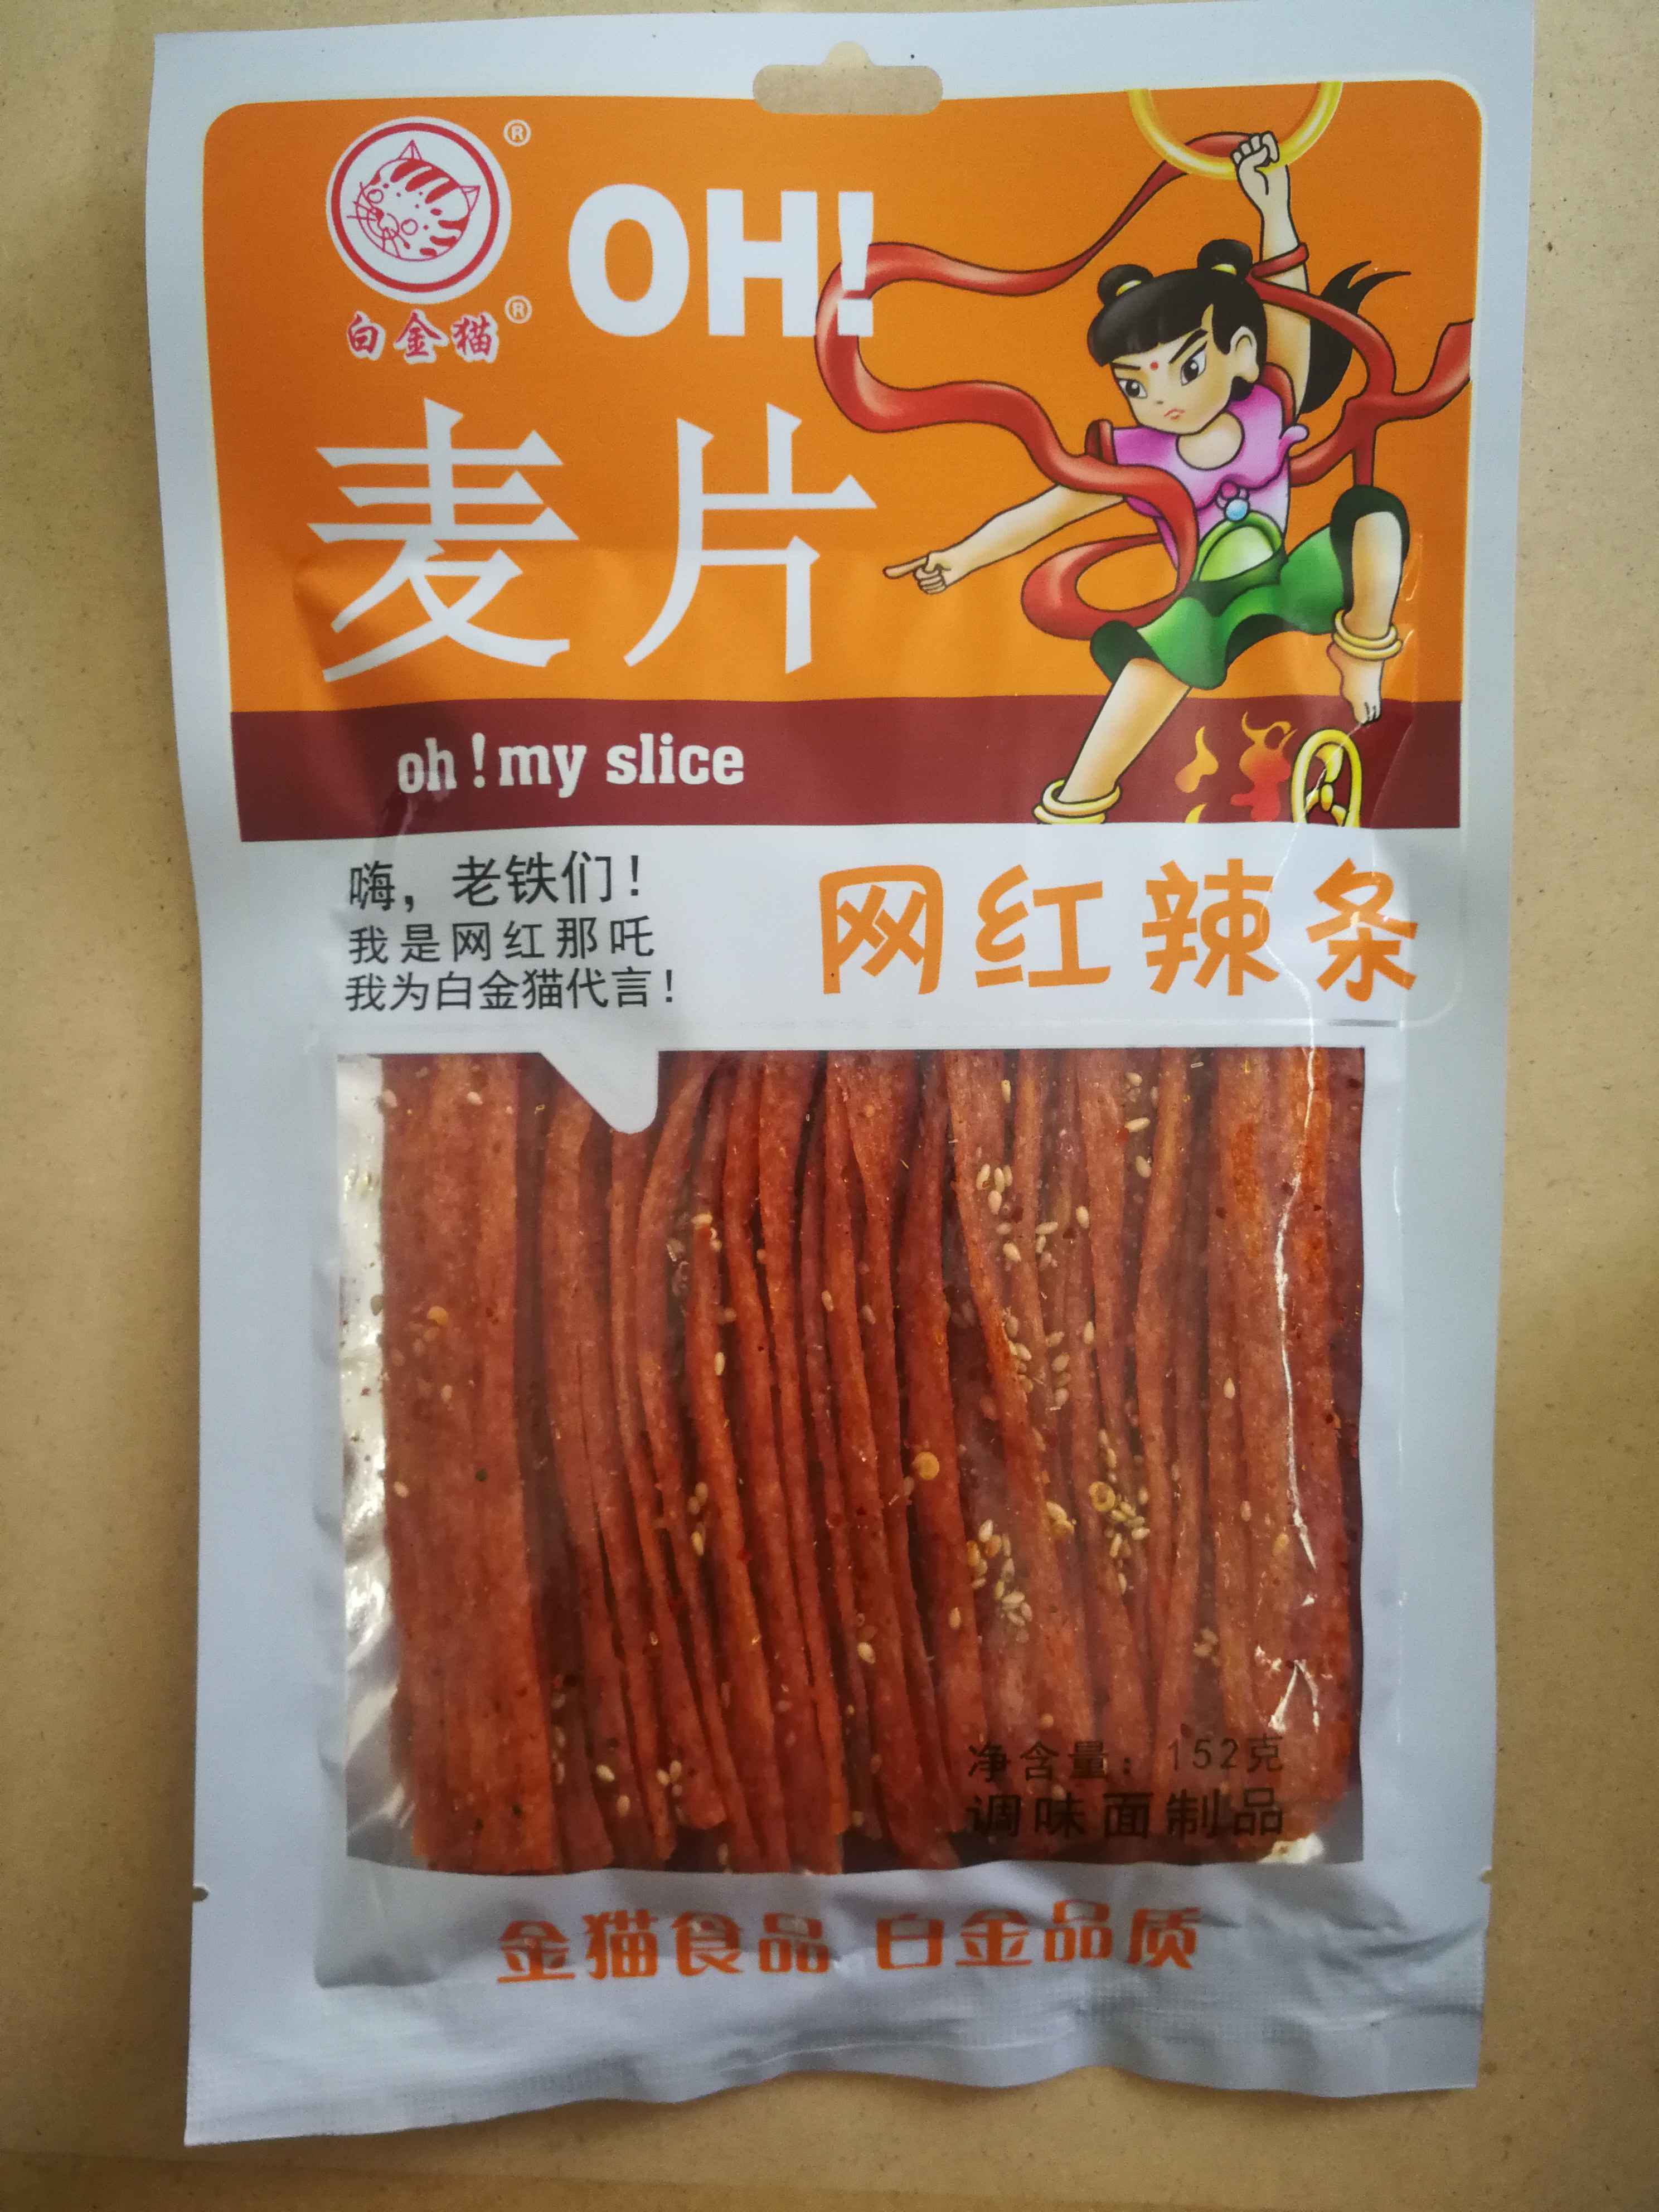 ®
OH!
白金猫®
麦片
oh!my slice
嗨，老铁们！
我是网红那吒
我为白金猫代言！
网红辣条
净含量：152克
调味面制品
金猫食品 白金品质